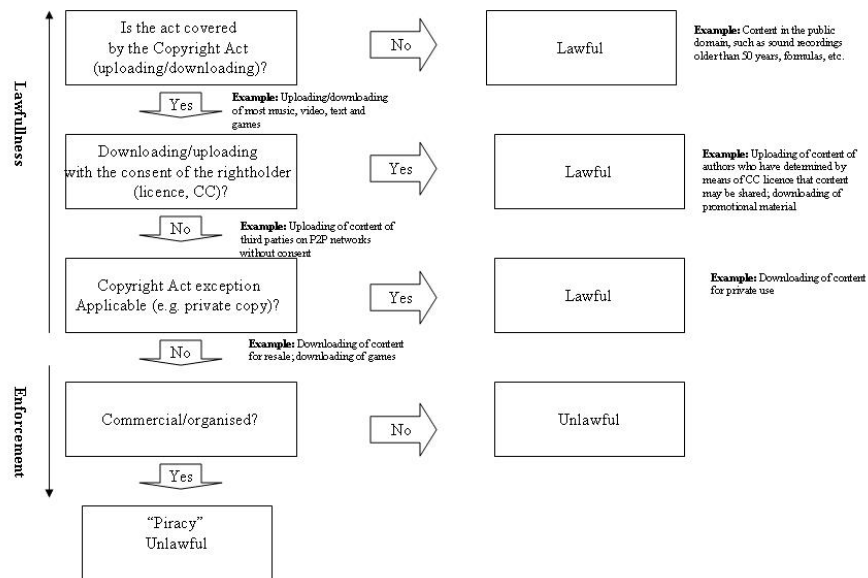 Is the act covered
by the Copyright Act
(uploading/downloading)?
No
Lawful
Example: Content in the public
domain, such as sound recordings
older than 50 years, formulas, etc.
Yes
Example: Uploading/downloading
of most music, video, text and
games
Lawfullness
Downloading/uploading
with the consent of the rightholder
(licence, CC)?
Yes
Lawful
Example: Uploading of content of
authors who have determined by
means of CC licence that content
may be shared; downloading of
promotional material
No
Example: Uploading of content of
third parties on P2P networks
without consent
Copyright Act exception
Applicable (e.g. private copy)?
Yes
Lawful
Example: Downloading of content
for private use
No
Example: Downloading of content
for resale; downloading of games
Enforcement
Commercial/organised?
No
Unlawful
Yes
“Piracy”
Unlawful